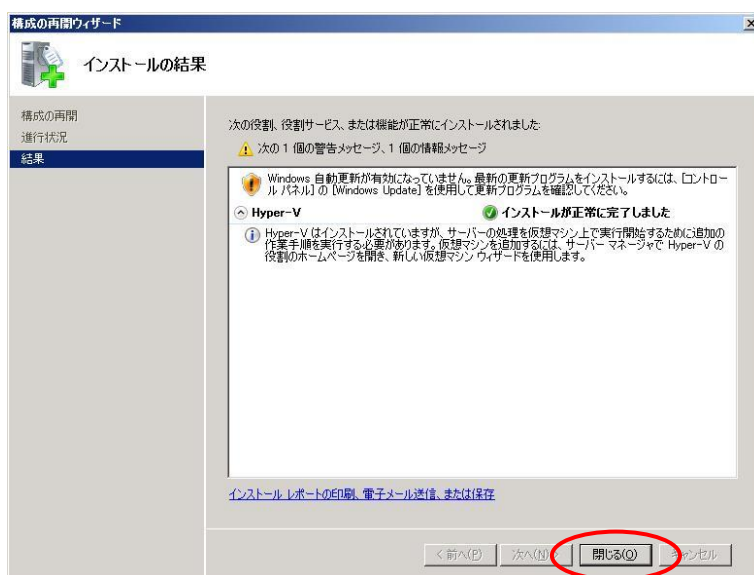 構成の再開ウィザード
インストールの結果
構成の再開
進行状況
結果
次の役割、役割サービス、または機能が正常にインストールされました:
次の 1 個の警告メッセージ、1 個の情報メッセージ
Windows 自動更新が有効になっていません。最新の更新プログラムをインストールするには、[コントロー
ル パネル] の [Windows Update] を使用して更新プログラムを確認してください。
Hyper-V インストールが正常に完了しました
Hyper-V はインストールされていますが、サーバーの処理を仮想マシン上で実行開始するために追加の
作業手順を実行する必要があります。仮想マシンを追加するには、サーバー マネージャで Hyper-V の
役割のホームページを開き、新しい仮想マシン ウィザードを使用します。
インストール レポートの印刷、電子メール送信、または保存
< 前へ(P) 次へ(N) > 閉じる(O) キャンセル